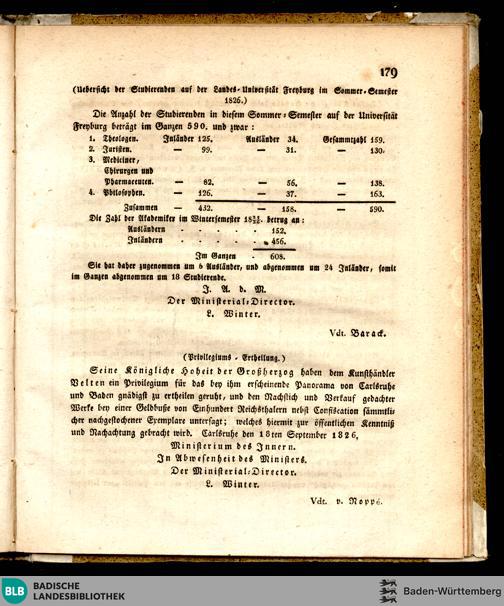 179
(Uebersicht der Studierenden auf der Landes-Universität Freyburg im Sommer-Semester
1826.)
Die Anzahl der Studierenden in diesem Sommer-Semester auf der Universität
Freyburg beträgt im Ganzen 590. und zwar:
1. Theologen. Inländer 125. Ausländer 34. Gesammtzahl 159.
2. Juristen. — 99. — 31. — 130.
3. Mediciner,
Chirurgen und
Pharmaceuten. — 82. — 56. — 138.
4. Philosophen. — 126. — 37. — 163.
Zusammen — 432. — 158. — 590.
Die Zahl der Akademiker im Wintersemester betrug an:
Ausländern . . . . 152.
Inländern . . . . 456.
Im Ganzen . 608.
Sie hat daher zugenommen um 6 Ausländer, und abgenommen um 24 Inländer, somit
im Ganzen abgenommen um 18 Studierende.
J. A. d. M.
Der Ministerial-Director.
L. Winter.
Vdt. Barack.
(Privilegiums-Ertheilung.)
Seine Königliche Hoheit der Großherzog haben dem Kunsthändler
Velten ein Privilegium für das bey ihm erscheinende Panorama von Carlsruhe
und Baden gnädigst zu ertheilen geruht, und den Nachstich und Verkauf gedachter
Werke bey einer Geldbuße von Einhundert Reichsthalern nebst Confiscation sämmtli-
cher nachgestochener Exemplare untersagt; welches hiermit zur öffentlichen Kenntniß
und Nachachtung gebracht wird. Carlsruhe den 18ten September 1826.
Ministerium des Innern.
In Abwesenheit des Ministers.
Der Ministerial-Director.
L. Winter.
Vdt. v. Noppé.
BLB BADISCHE
LANDESBIBLIOTHEK
Baden-Württemberg